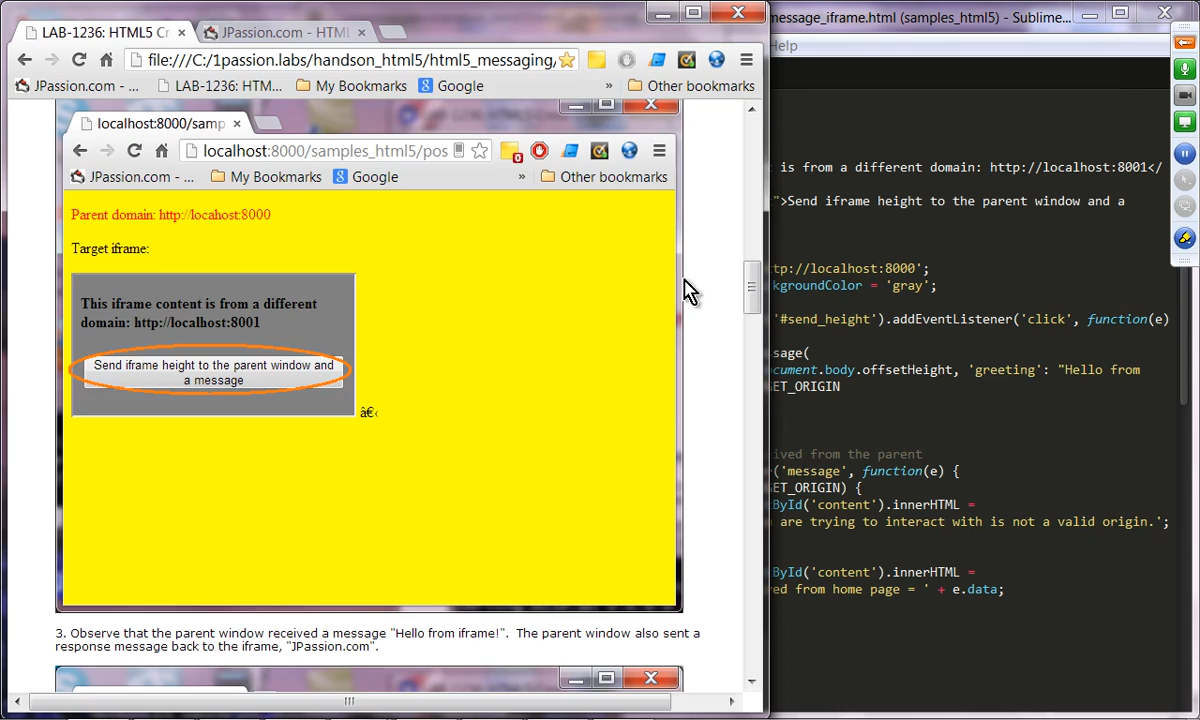 LAB-1236: HTML5 Cr
JPassion.com - HTML
file:///C:/1passion.labs/handson_html5/html5_messaging/
JPassion.com - ...
LAB-1236: HTM...
My Bookmarks
Google
»
Other bookmarks
localhost:8000/samp
localhost:8000/samples_html5/pos
0
JPassion.com - ...
My Bookmarks
Google
»
Other bookmarks
Parent domain: http://locahost:8000
Target iframe:
This iframe content is from a different
domain: http://localhost:8001
Send iframe height to the parent window and
a message
â€‹
3. Observe that the parent window received a message "Hello from iframe!".  The parent window also sent a
response message back to the iframe, "JPassion.com".
message_iframe.html (samples_html5) - Sublime...
Help
t is from a different domain: http://localhost:8001</
">Send iframe height to the parent window and a
tp://localhost:8000';
kgroundColor = 'gray';
'#send_height').addEventListener('click', function(e)
ssage(
ocument.body.offsetHeight, 'greeting': "Hello from
GET_ORIGIN
ived from the parent
('message', function(e) {
GET_ORIGIN) {
ById('content').innerHTML =
u are trying to interact with is not a valid origin.';
ById('content').innerHTML =
ed from home page = ' + e.data;